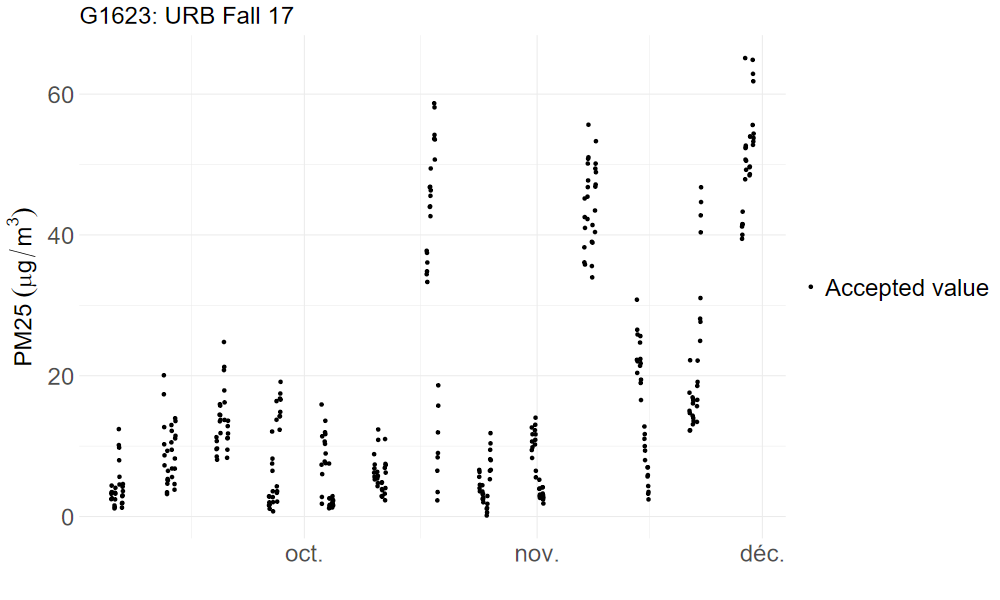 G1623: URB Fall 17
60
40
20
0
PM25 (μg/m³)
oct.
nov.
déc.
Accepted value